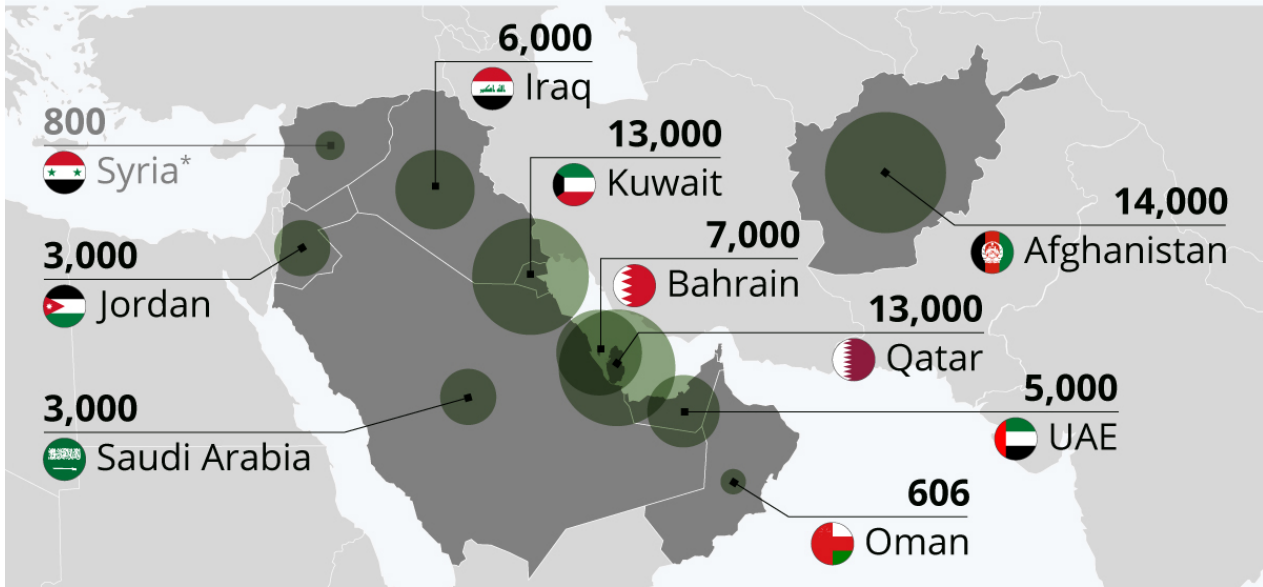 6,000
Iraq
800
Syria*
13,000
Kuwait
14,000
Afghanistan
3,000
Jordan
7,000
Bahrain
13,000
Qatar
3,000
Saudi Arabia
5,000
UAE
606
Oman